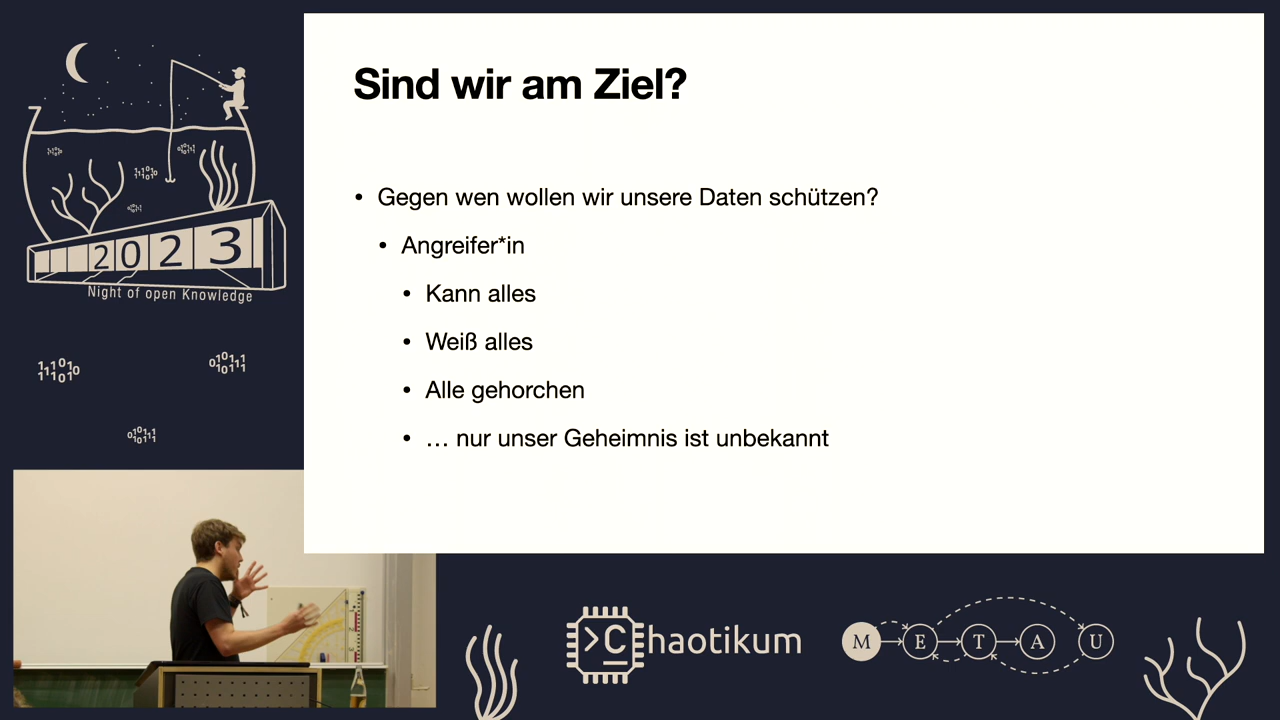 Sind wir am Ziel?
• Gegen wen wollen wir unsere Daten schützen?
• Angreifer*in
• Kann alles
• Weiß alles
• Alle gehorchen
• … nur unser Geheimnis ist unbekannt
2023
Night of open Knowledge
>C haotikum
M E T A U